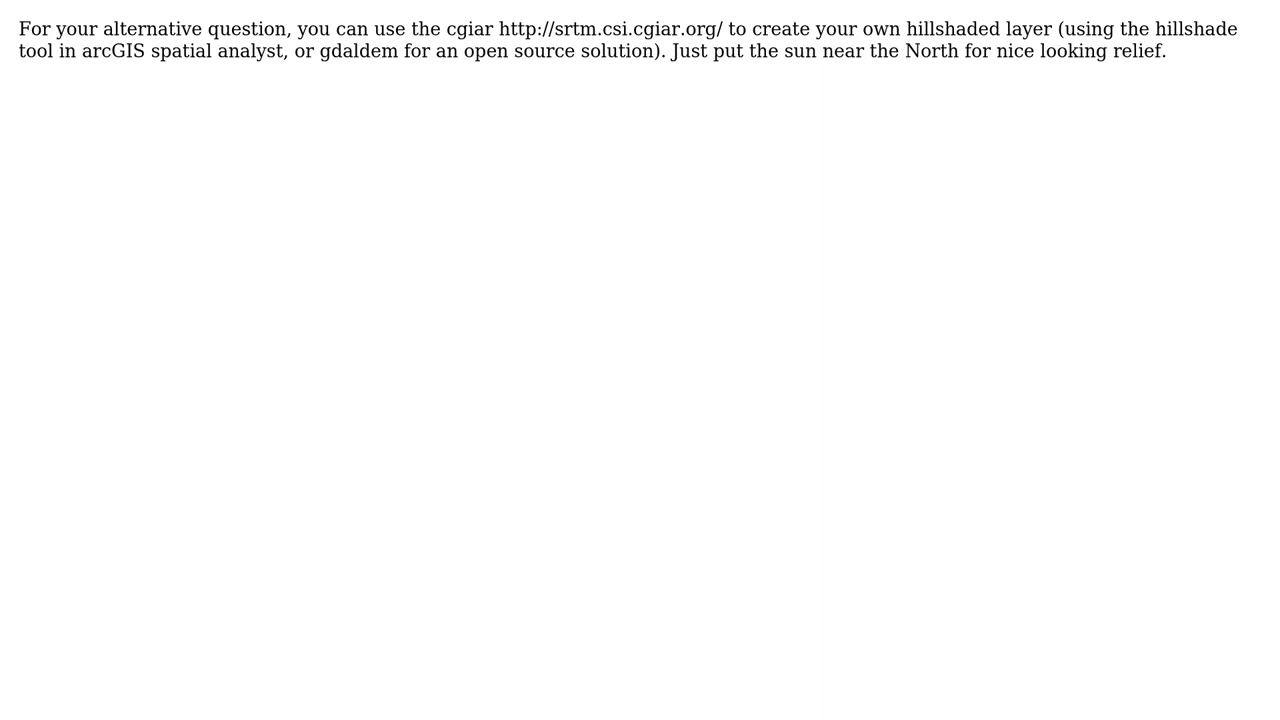 For your alternative question, you can use the cgiar http://srtm.csi.cgiar.org/ to create your own hillshaded layer (using the hillshade
tool in arcGIS spatial analyst, or gdaldem for an open source solution). Just put the sun near the North for nice looking relief.